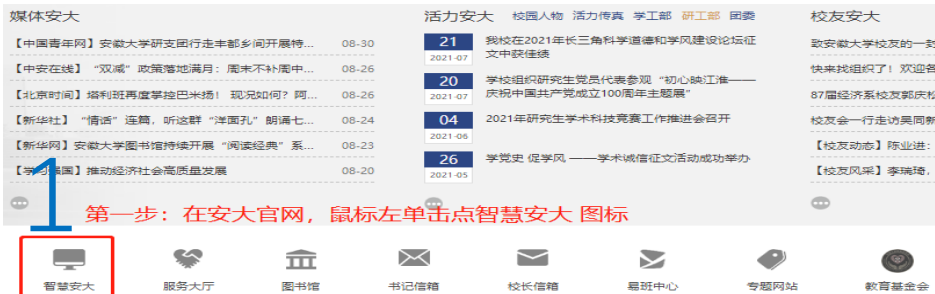 媒体安大
【中国青年网】安徽大学研支团行走丰都乡间开展特... 08-30
【中安在线】 “双减”政策落地满月：周末不补周中... 08-26
【北京时间】塔利班再度掌控巴米扬！ 现况如何？阿... 08-26
【新华社】 “情话”连篇，听这群“洋面孔”朗诵七... 08-24
【新华网】安徽大学图书馆持续开展“阅读经典”系... 08-23
【学习强国】推动经济社会高质量发展 08-20
活力安大 校园人物 活力传真 学工部 研工部 团委
21
2021-07
我校在2021年长三角科学道德和学风建设论坛征
文中获佳绩
20
2021-07
学校组织研究生党员代表参观“初心映江淮——
庆祝中国共产党成立100周年主题展”
04
2021-06
2021年研究生学术科技竞赛工作推进会召开
26
2021-05
学党史 促学风 ——学术诚信征文活动成功举办
校友安大
致安徽大学校友的一封
快来找组织了！欢迎各
87届经济系校友郭庆松
校友会一行走访吴同新
【校友动态】陈业进：
【校友风采】李瑞琦，
1
第一步：在安大官网，鼠标左单击点智慧安大 图标
智慧安大 服务大厅 图书馆 书记信箱 校长信箱 易班中心 专题网站 教育基金会